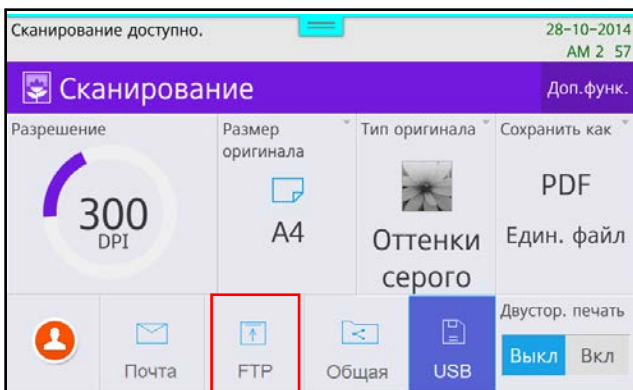 Сканирование доступно.
28-10-2014
AM 2 57
Сканирование
Доп.функ.
Разрешение
300
DPI
Размер
оригинала
A4
Тип оригинала
Оттенки
серого
Сохранить как
PDF
Един. файл
Почта
FTP
Общая
USB
Двустор. печать
Выкл
Вкл